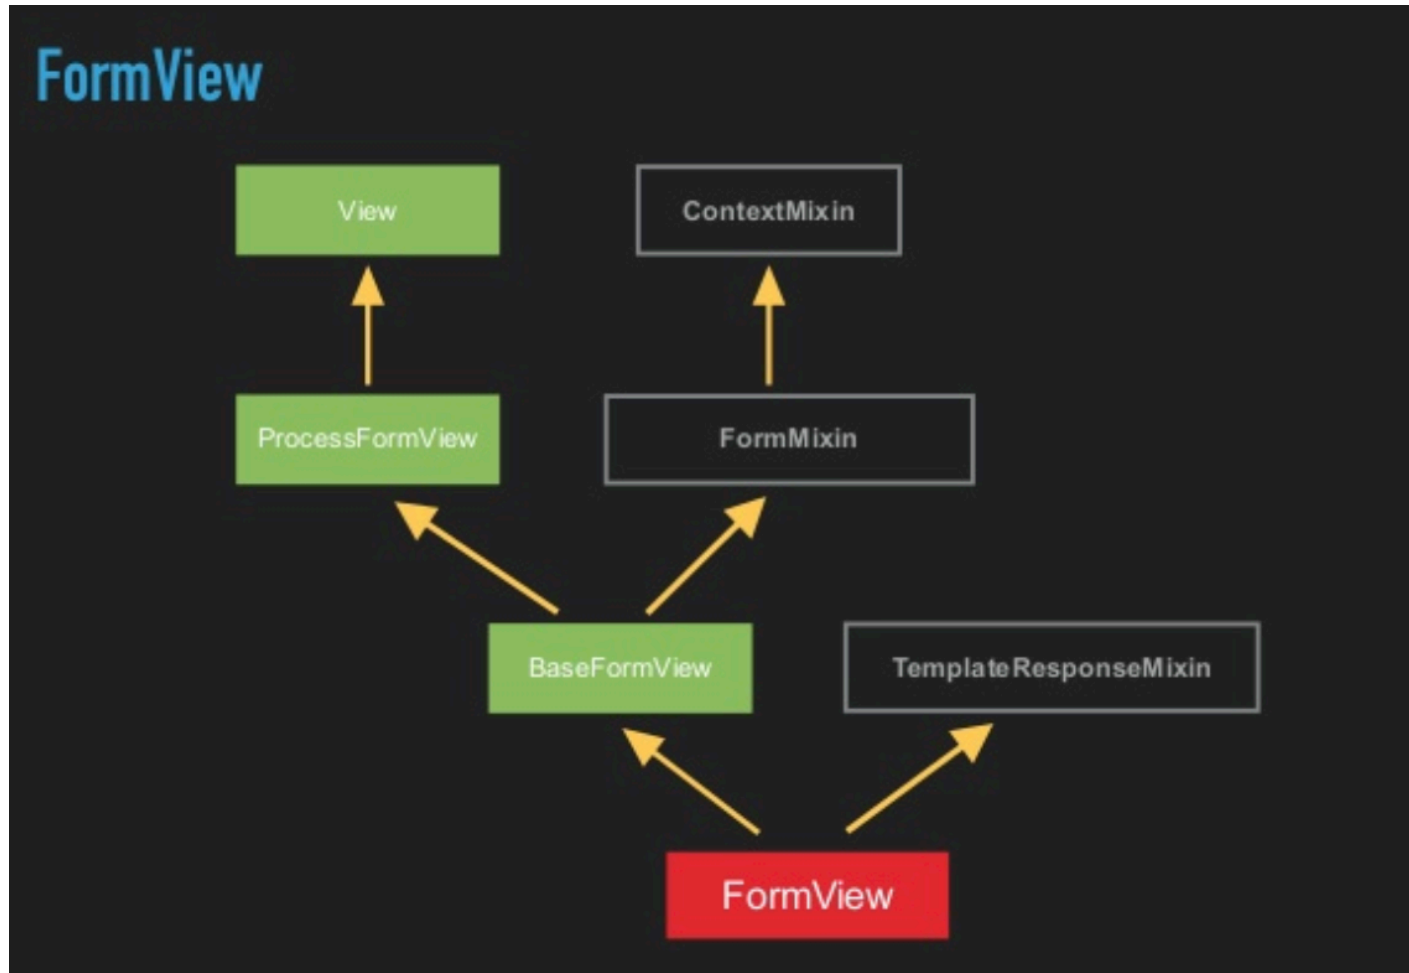 FormView
View
ContextMixin
ProcessFormView
FormMixin
BaseFormView
TemplateResponseMixin
FormView